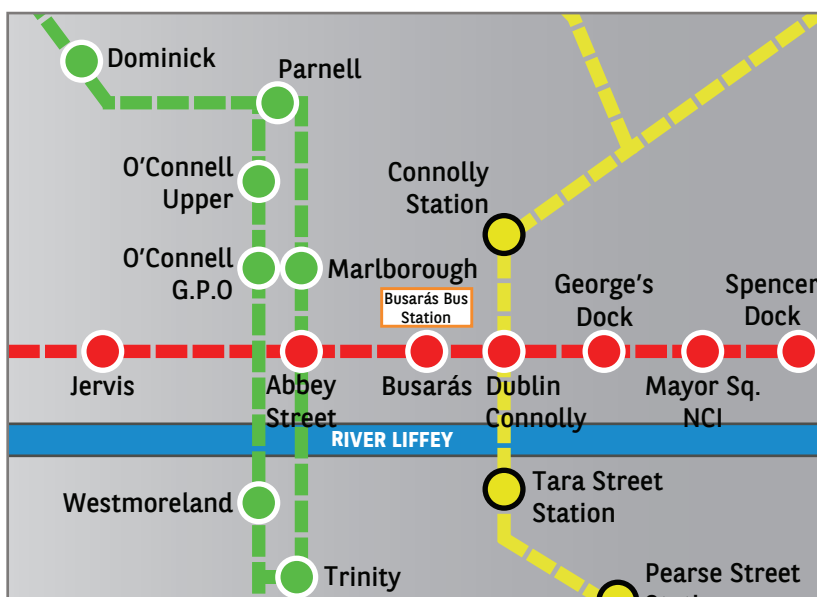 Dominick
Parnell
O'Connell
Upper
Connolly
Station
O'Connell
G.P.O
Marlborough
Busarás Bus
Station
George's
Dock
Spencer
Dock
Jervis
Abbey
Street
Busarás
Dublin
Connolly
Mayor Sq.
NCI
RIVER LIFFEY
Westmoreland
Tara Street
Station
Trinity
Pearse Street